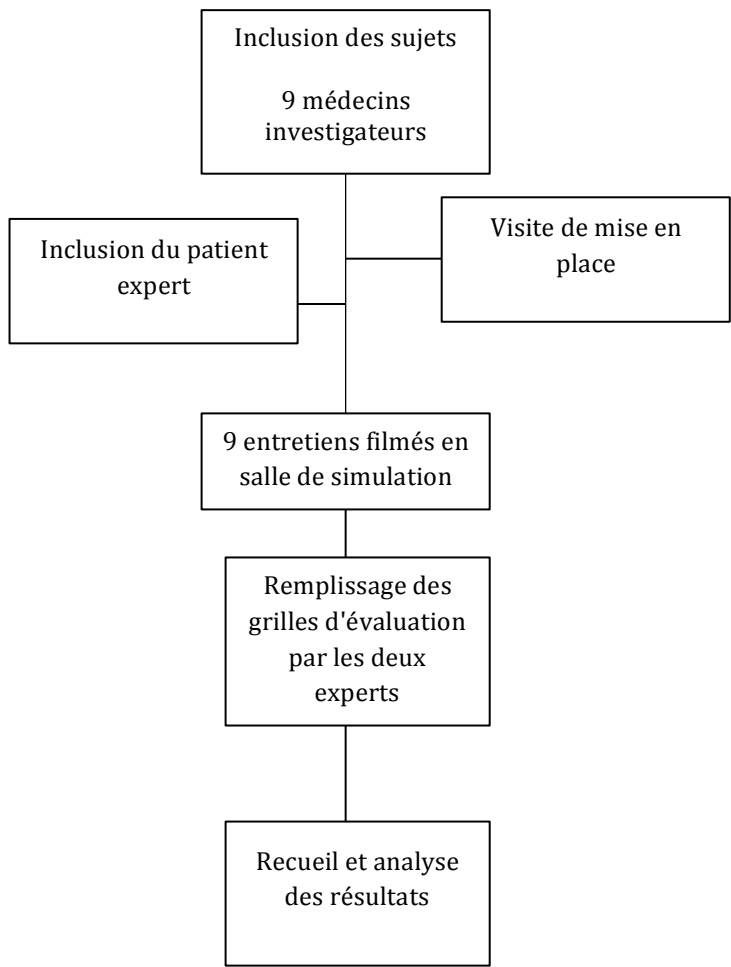 Inclusion des sujets
9 médecins
investigateurs
Visite de mise en
place
Inclusion du patient
expert
9 entretiens filmés en
salle de simulation
Remplissage des
grilles d'évaluation
par les deux
experts
Recueil et analyse
des résultats